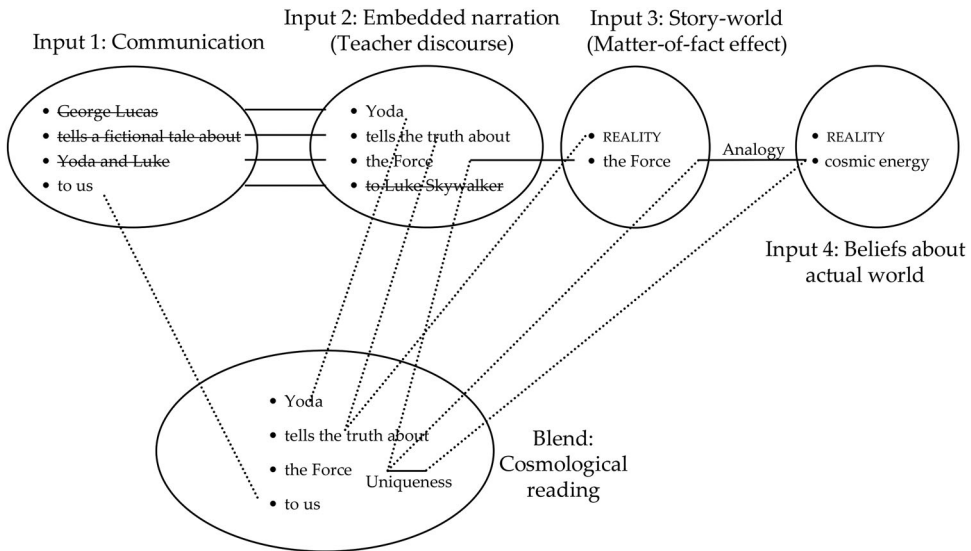 Input 1: Communication
• George Lucas
• tells a fictional tale about
• Yoda and Luke
• to us
Input 2: Embedded narration
(Teacher discourse)
• Yoda
• tells the truth about
• the Force
• to Luke Skywalker
Input 3: Story-world
(Matter-of-fact effect)
• REALITY
• the Force
Analogy
• REALITY
• cosmic energy
Input 4: Beliefs about
actual world
• Yoda
• tells the truth about
• the Force
Uniqueness
• to us
Blend:
Cosmological
reading